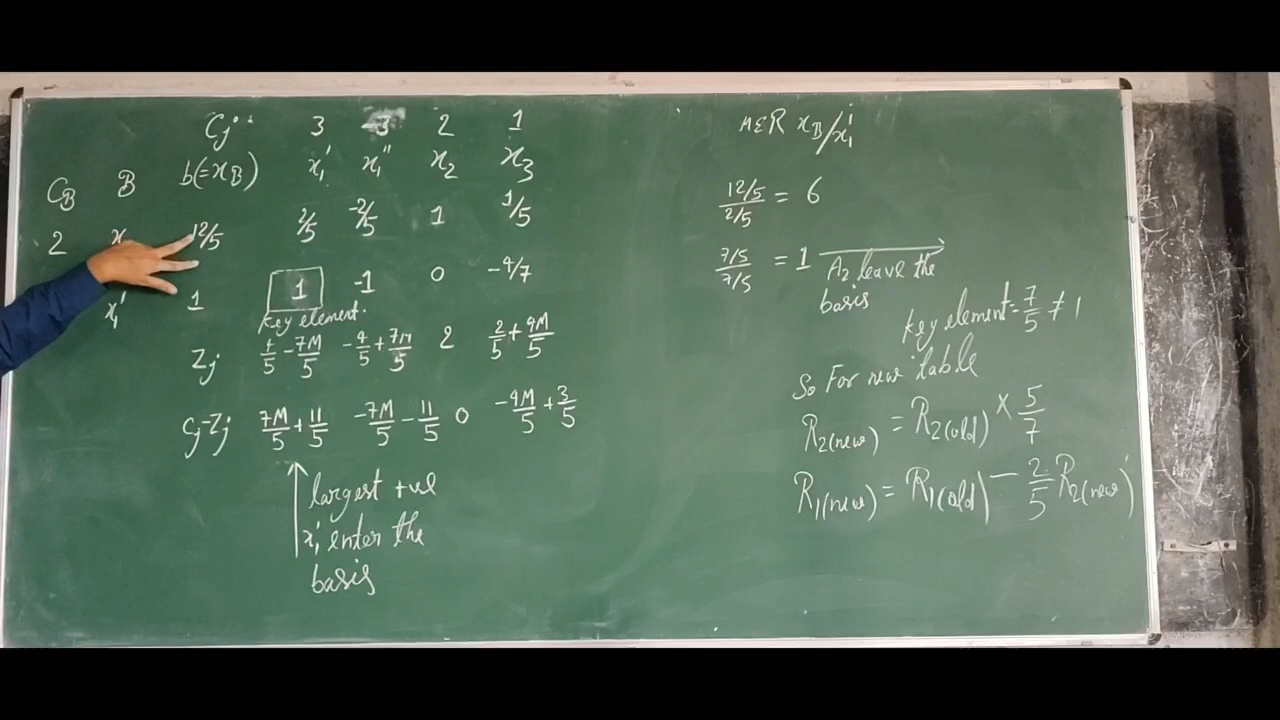 Cj.. 3 -3 2 1
CB B b(=xB) x1' x1'' x2 x3
2 x 12/5 2/5 -2/5 1 1/5
x1' 1 1 -1 0 -4/7
key element.
Zj 4/5 - 7M/5 -4/5 + 7M/5 2 2/5 + 4M/5
Cj-Zj 7M/5 + 11/5 -7M/5 - 11/5 0 -4M/5 + 3/5
largest +ve
x1' enter the
basis
MER xB/x1'
12/5 / 2/5 = 6
7/5 / 7/5 = 1 → A2 leave the
basis
key element = 7/5 ≠ 1
So For new table
R2(new) = R2(old) × 5/7
R1(new) = R1(old) - 2/5 R2(new)